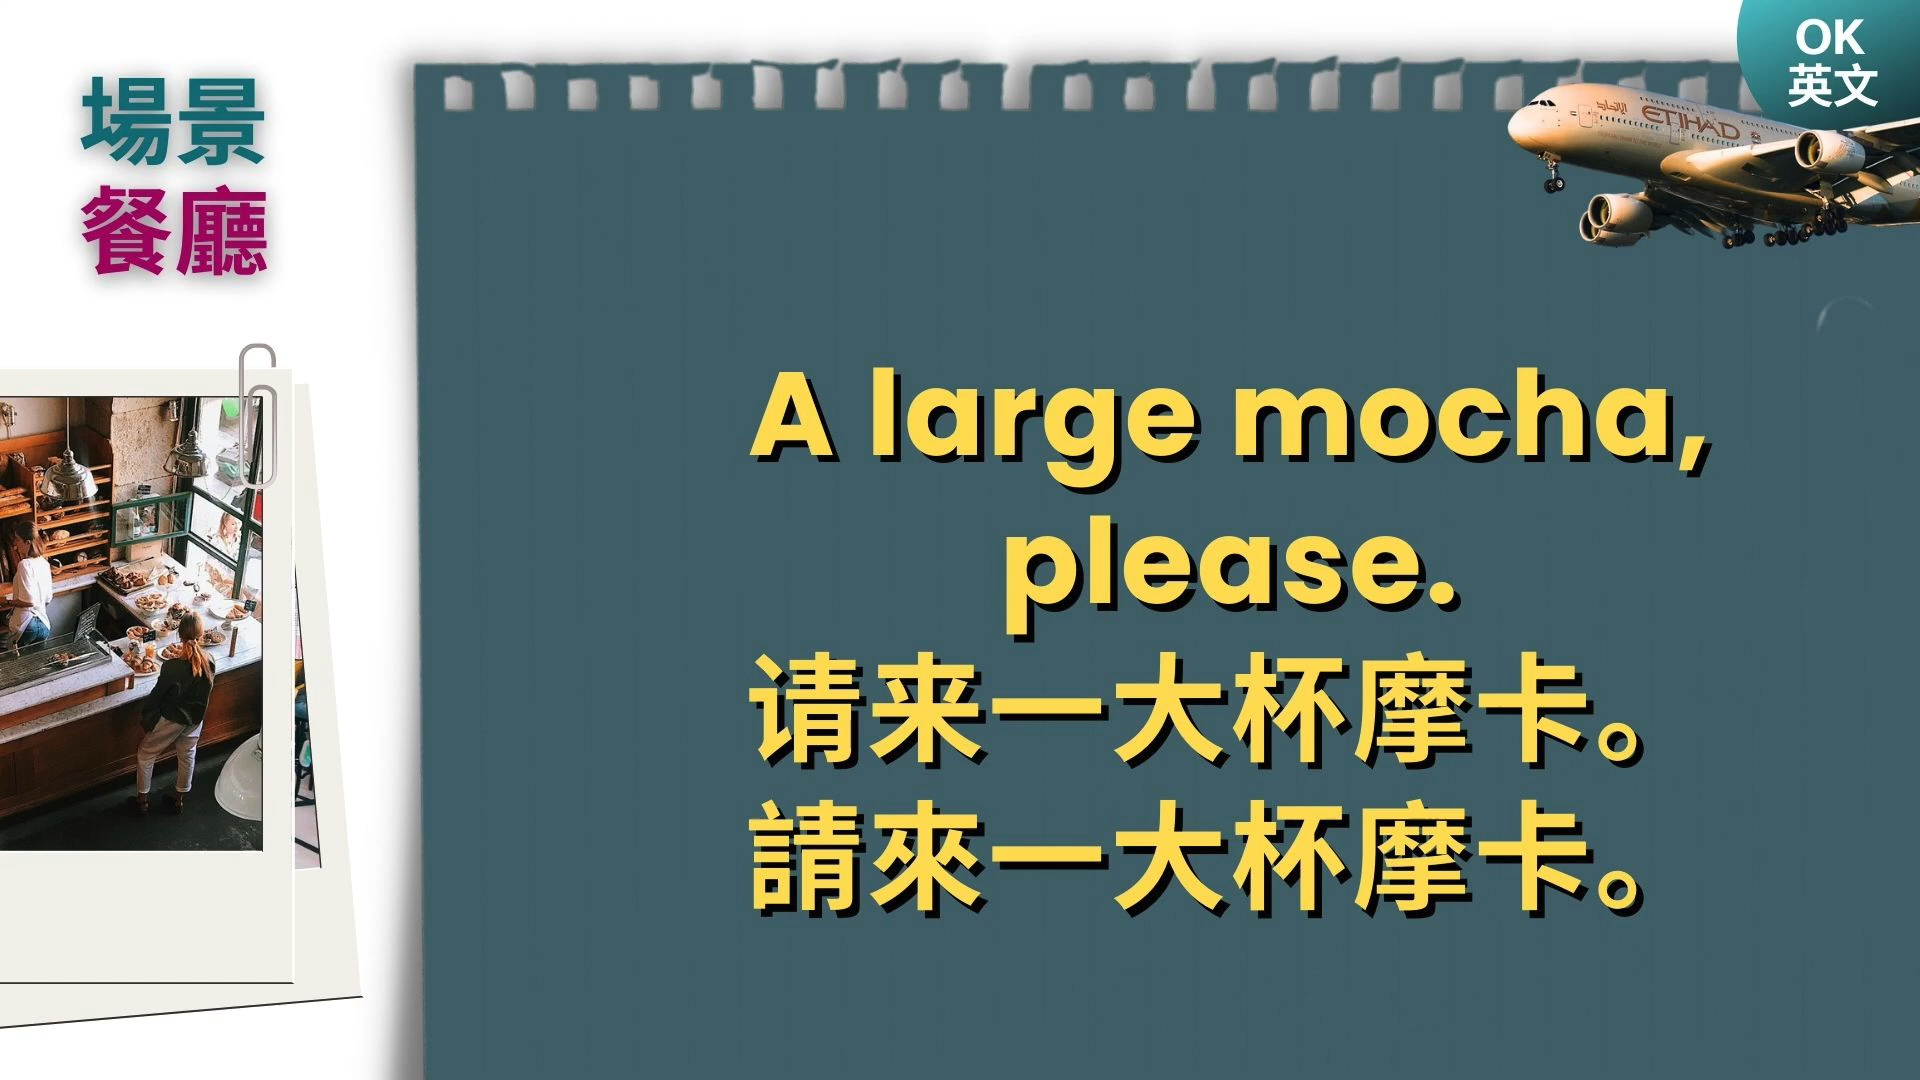 場景
餐廳
OK
英文
ETIHAD
A large mocha,
please.
请来一大杯摩卡。
請來一大杯摩卡。